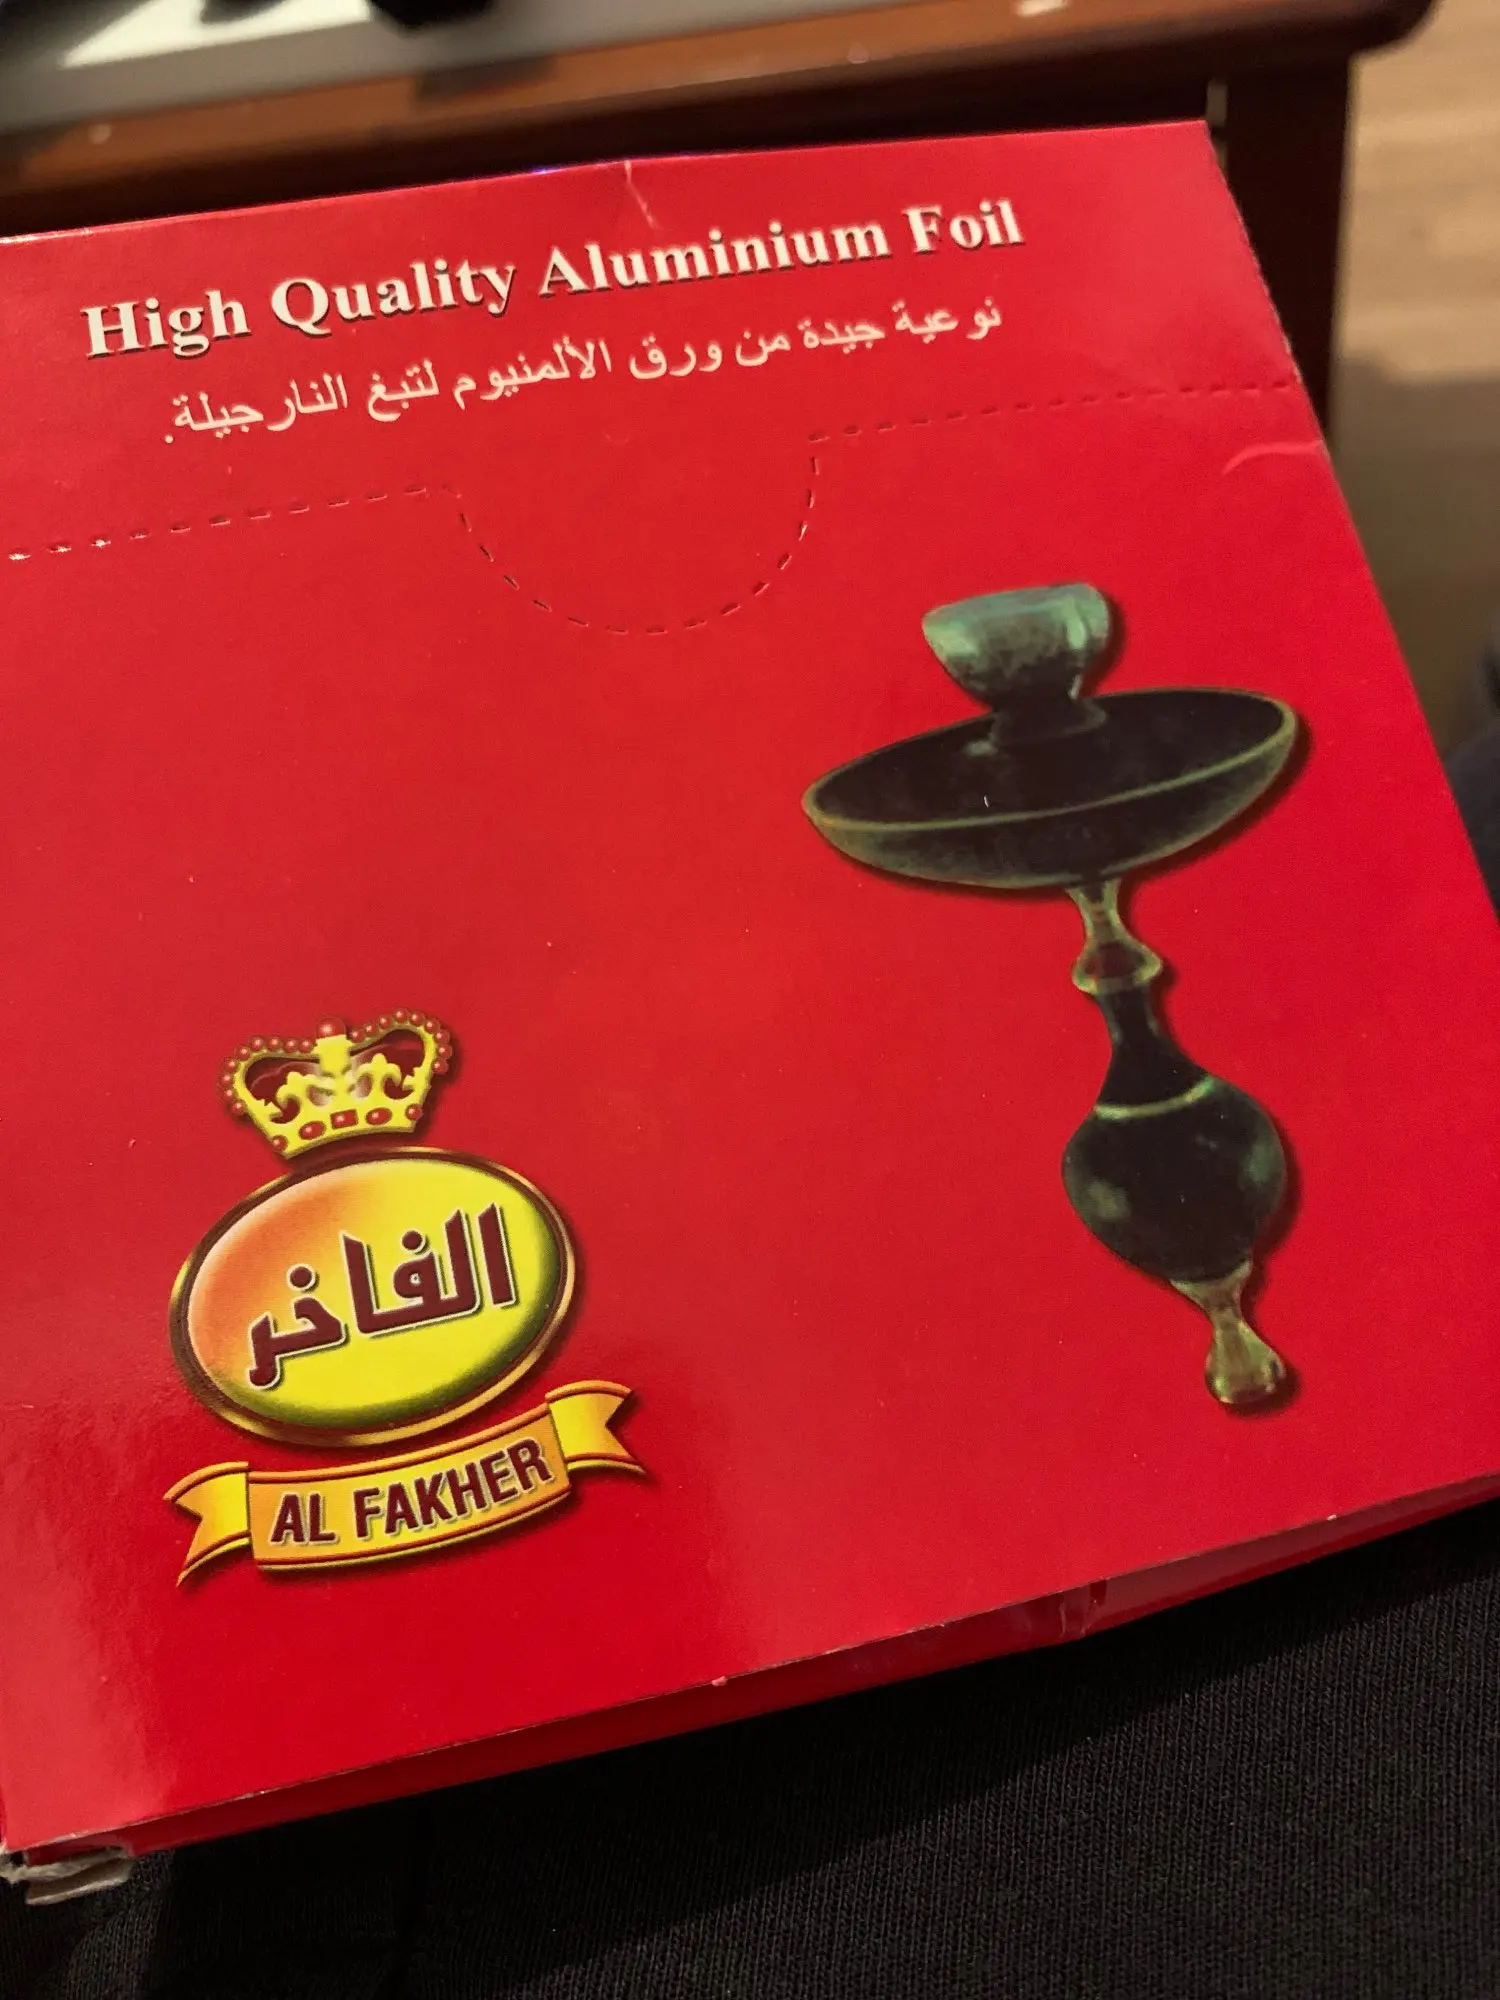 High Quality Aluminium Foil
نوعية جيدة من ورق الألمنيوم لتبغ النارجيلة.
الفاخر
AL FAKHER